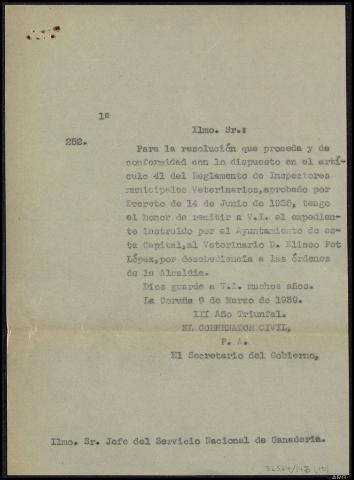 1ª
Ilmo. Sr.:
252.
Para la resolución que proceda y de
conformidad con lo dispuesto en el artí-
culo 41 del Reglamento de Inspectores
municipales Veterinarios,aprobado por
Decreto de 14 de Junio de 1935, tengo
el honor de remitir a V.I. el expedien-
te instruido por el Ayuntamiento de es-
ta Capital,al Veterinario D. Eliseo Pot
López,por desobediencia a las órdenes
de la Alcaldia.
Dios guarde a V.I. muchos años.
La Coruña 9 de Marzo de 1939.
III Año Triunfal.
EL GOBERNADOR CIVIL,
P. A.
El Secretario del Gobierno,
Ilmo. Sr. Jefe del Servicio Nacional de Ganaderia.